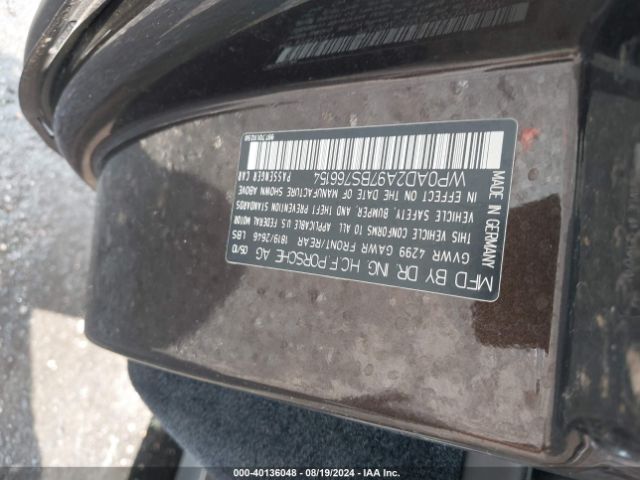 MFD BY DR. ING. H.C.F. PORSCHE AG 05/10
MADE IN GERMANY
GVWR 4299 GAWR FRONT/REAR 1819/2646 LBS
THIS VEHICLE CONFORMS TO ALL APPLICABLE U.S. FEDERAL MOTOR
VEHICLE SAFETY, BUMPER, AND THEFT PREVENTION STANDARDS
IN EFFECT ON THE DATE OF MANUFACTURE SHOWN ABOVE
WP0AD2A97BS766154 PASSENGER CAR
000-40136048 - 08/19/2024 - IAA Inc.